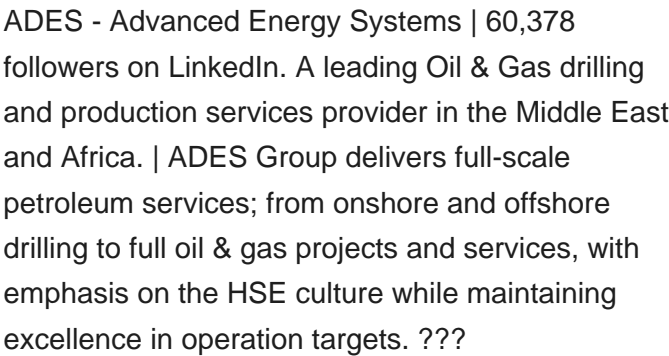 ADES - Advanced Energy Systems | 60,378
followers on LinkedIn. A leading Oil & Gas drilling
and production services provider in the Middle East
and Africa. | ADES Group delivers full-scale
petroleum services; from onshore and offshore
drilling to full oil & gas projects and services, with
emphasis on the HSE culture while maintaining
excellence in operation targets. ???